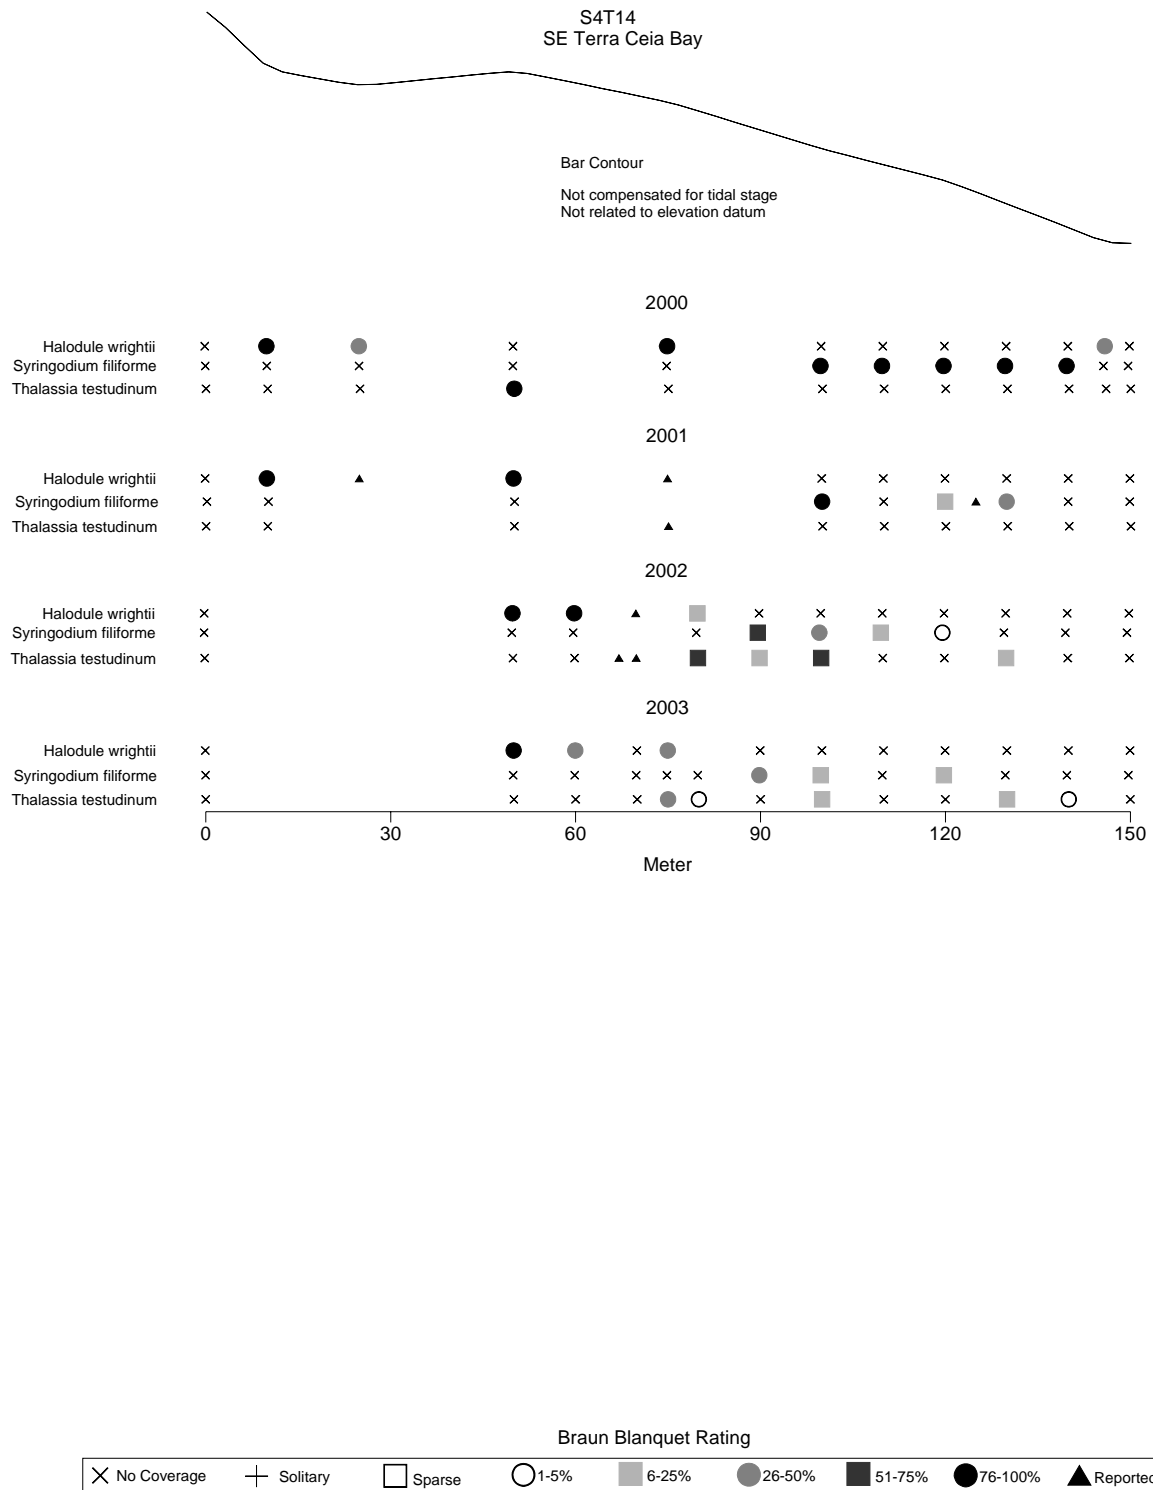 S4T14
SE Terra Ceia Bay
Bar Contour
Not compensated for tidal stage
Not related to elevation datum
2000
Halodule wrightii
Syringodium filiforme
Thalassia testudinum
2001
Halodule wrightii
Syringodium filiforme
Thalassia testudinum
2002
Halodule wrightii
Syringodium filiforme
Thalassia testudinum
2003
Halodule wrightii
Syringodium filiforme
Thalassia testudinum
0 30 60 90 120 150
Meter
Braun Blanquet Rating
No Coverage Solitary Sparse 1-5% 6-25% 26-50% 51-75% 76-100% Reported